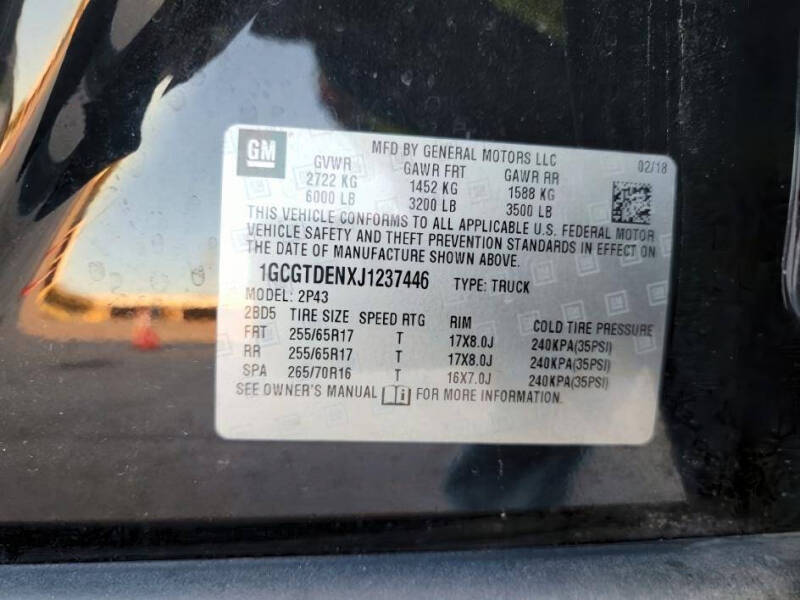 GM
MFD BY GENERAL MOTORS LLC
02/18
GVWR GAWR FRT GAWR RR
2722 KG 1452 KG 1588 KG
6000 LB 3200 LB 3500 LB
THIS VEHICLE CONFORMS TO ALL APPLICABLE U.S. FEDERAL MOTOR
VEHICLE SAFETY AND THEFT PREVENTION STANDARDS IN EFFECT ON
THE DATE OF MANUFACTURE SHOWN ABOVE.
1GCGTDENXJ1237446 TYPE: TRUCK
MODEL: 2P43
2BD5 TIRE SIZE SPEED RTG RIM COLD TIRE PRESSURE
FRT 255/65R17 T 17X8.0J 240KPA(35PSI)
RR 255/65R17 T 17X8.0J 240KPA(35PSI)
SPA 265/70R16 T 16X7.0J 240KPA(35PSI)
SEE OWNER'S MANUAL FOR MORE INFORMATION.